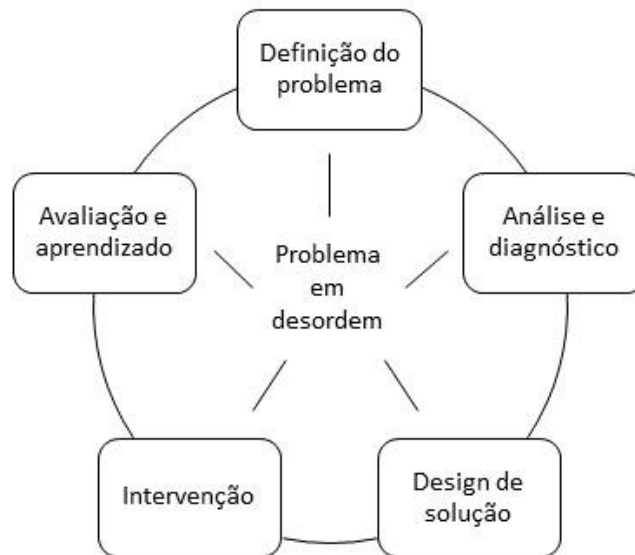 Definição do
problema
Avaliação e
aprendizado
Análise e
diagnóstico
Problema
em
desordem
Intervenção
Design de
solução